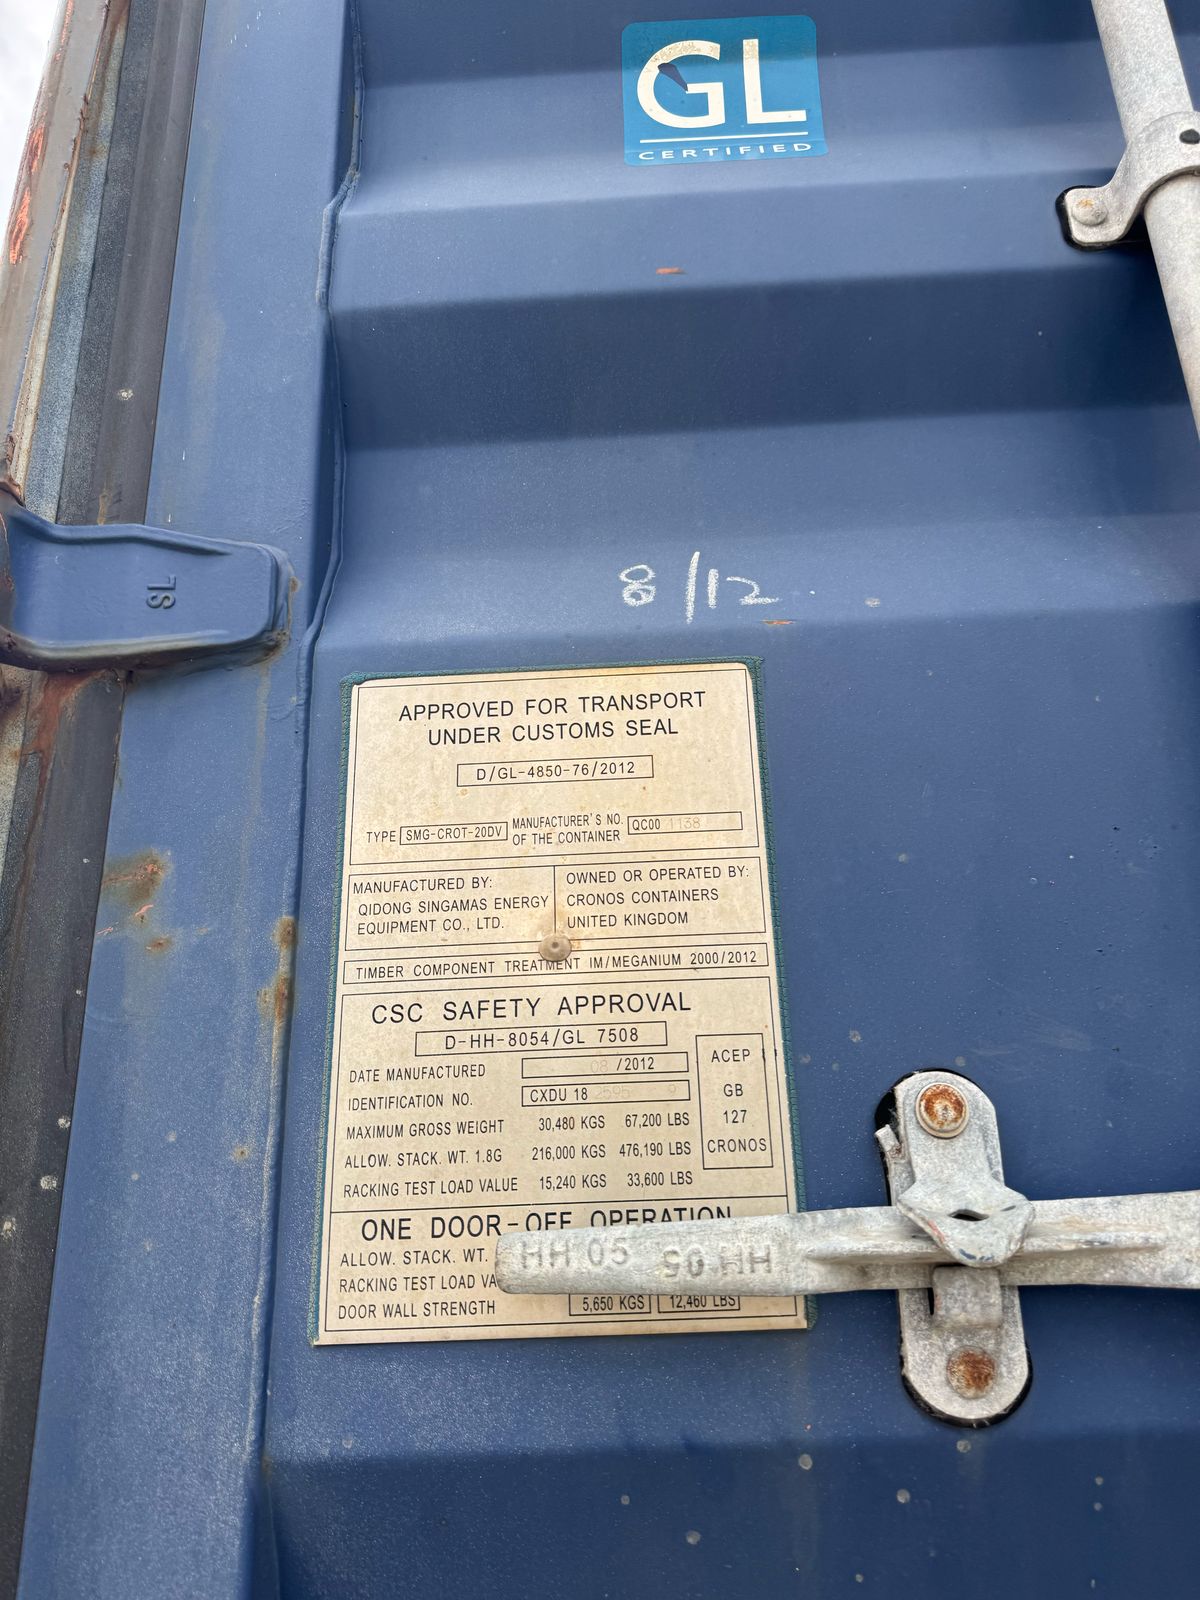 GL
CERTIFIED
SL
8/12
APPROVED FOR TRANSPORT
UNDER CUSTOMS SEAL
D/GL-4850-76/2012
TYPE SMG-CROT-20DV MANUFACTURER'S NO. OF THE CONTAINER QC00 1138
MANUFACTURED BY:
QIDONG SINGAMAS ENERGY
EQUIPMENT CO., LTD.
OWNED OR OPERATED BY:
CRONOS CONTAINERS
UNITED KINGDOM
TIMBER COMPONENT TREATMENT IM/MEGANIUM 2000/2012
CSC SAFETY APPROVAL
D-HH-8054/GL 7508
DATE MANUFACTURED 08/2012
IDENTIFICATION NO. CXDU 18
MAXIMUM GROSS WEIGHT 30,480 KGS 67,200 LBS
ALLOW. STACK. WT. 1.8G 216,000 KGS 476,190 LBS
RACKING TEST LOAD VALUE 15,240 KGS 33,600 LBS
ACEP
GB
127
CRONOS
ONE DOOR-OFF OPERATION
ALLOW. STACK. WT.
RACKING TEST LOAD VA
DOOR WALL STRENGTH 5,650 KGS 12,460 LBS
HH 05 HH 05